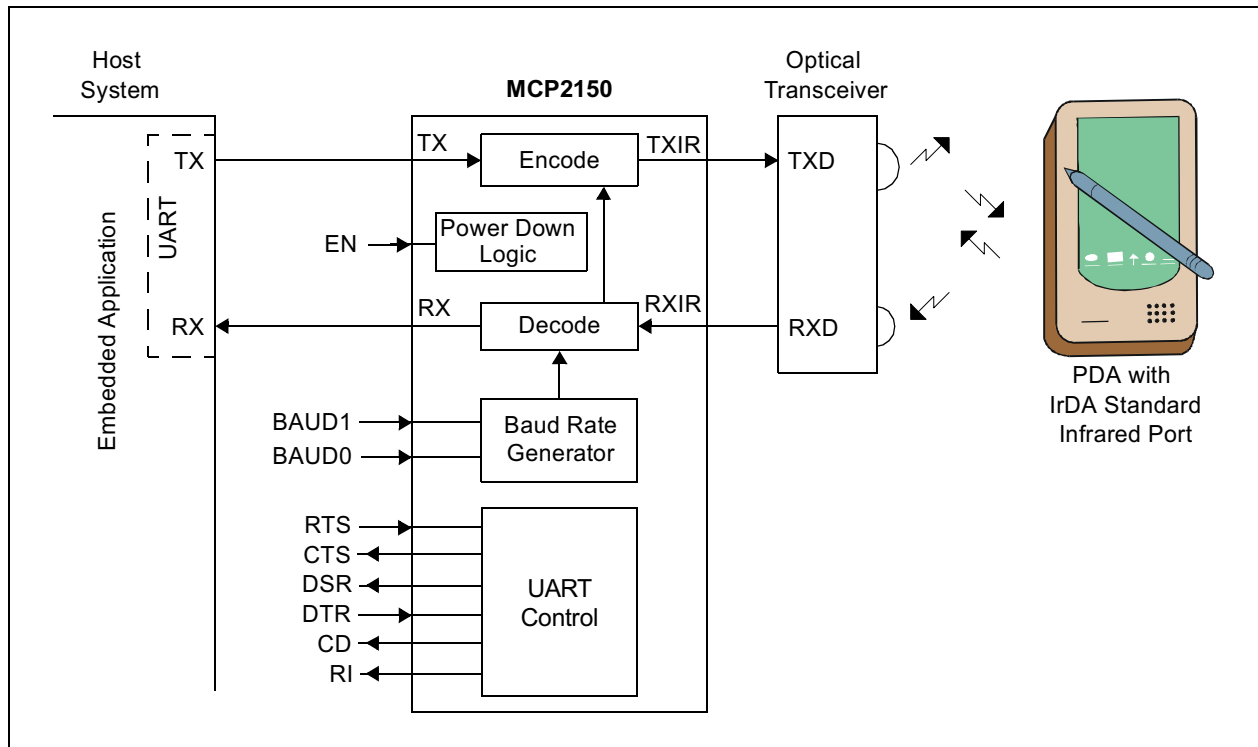 Host
System
MCP2150
Optical
Transceiver
TX
TX
Encode
TXIR
TXD
UART
Embedded Application
EN
Power Down
Logic
RX
RX
Decode
RXIR
RXD
PDA with
IrDA Standard
Infrared Port
BAUD1
BAUD0
Baud Rate
Generator
RTS
CTS
DSR
DTR
CD
RI
UART
Control